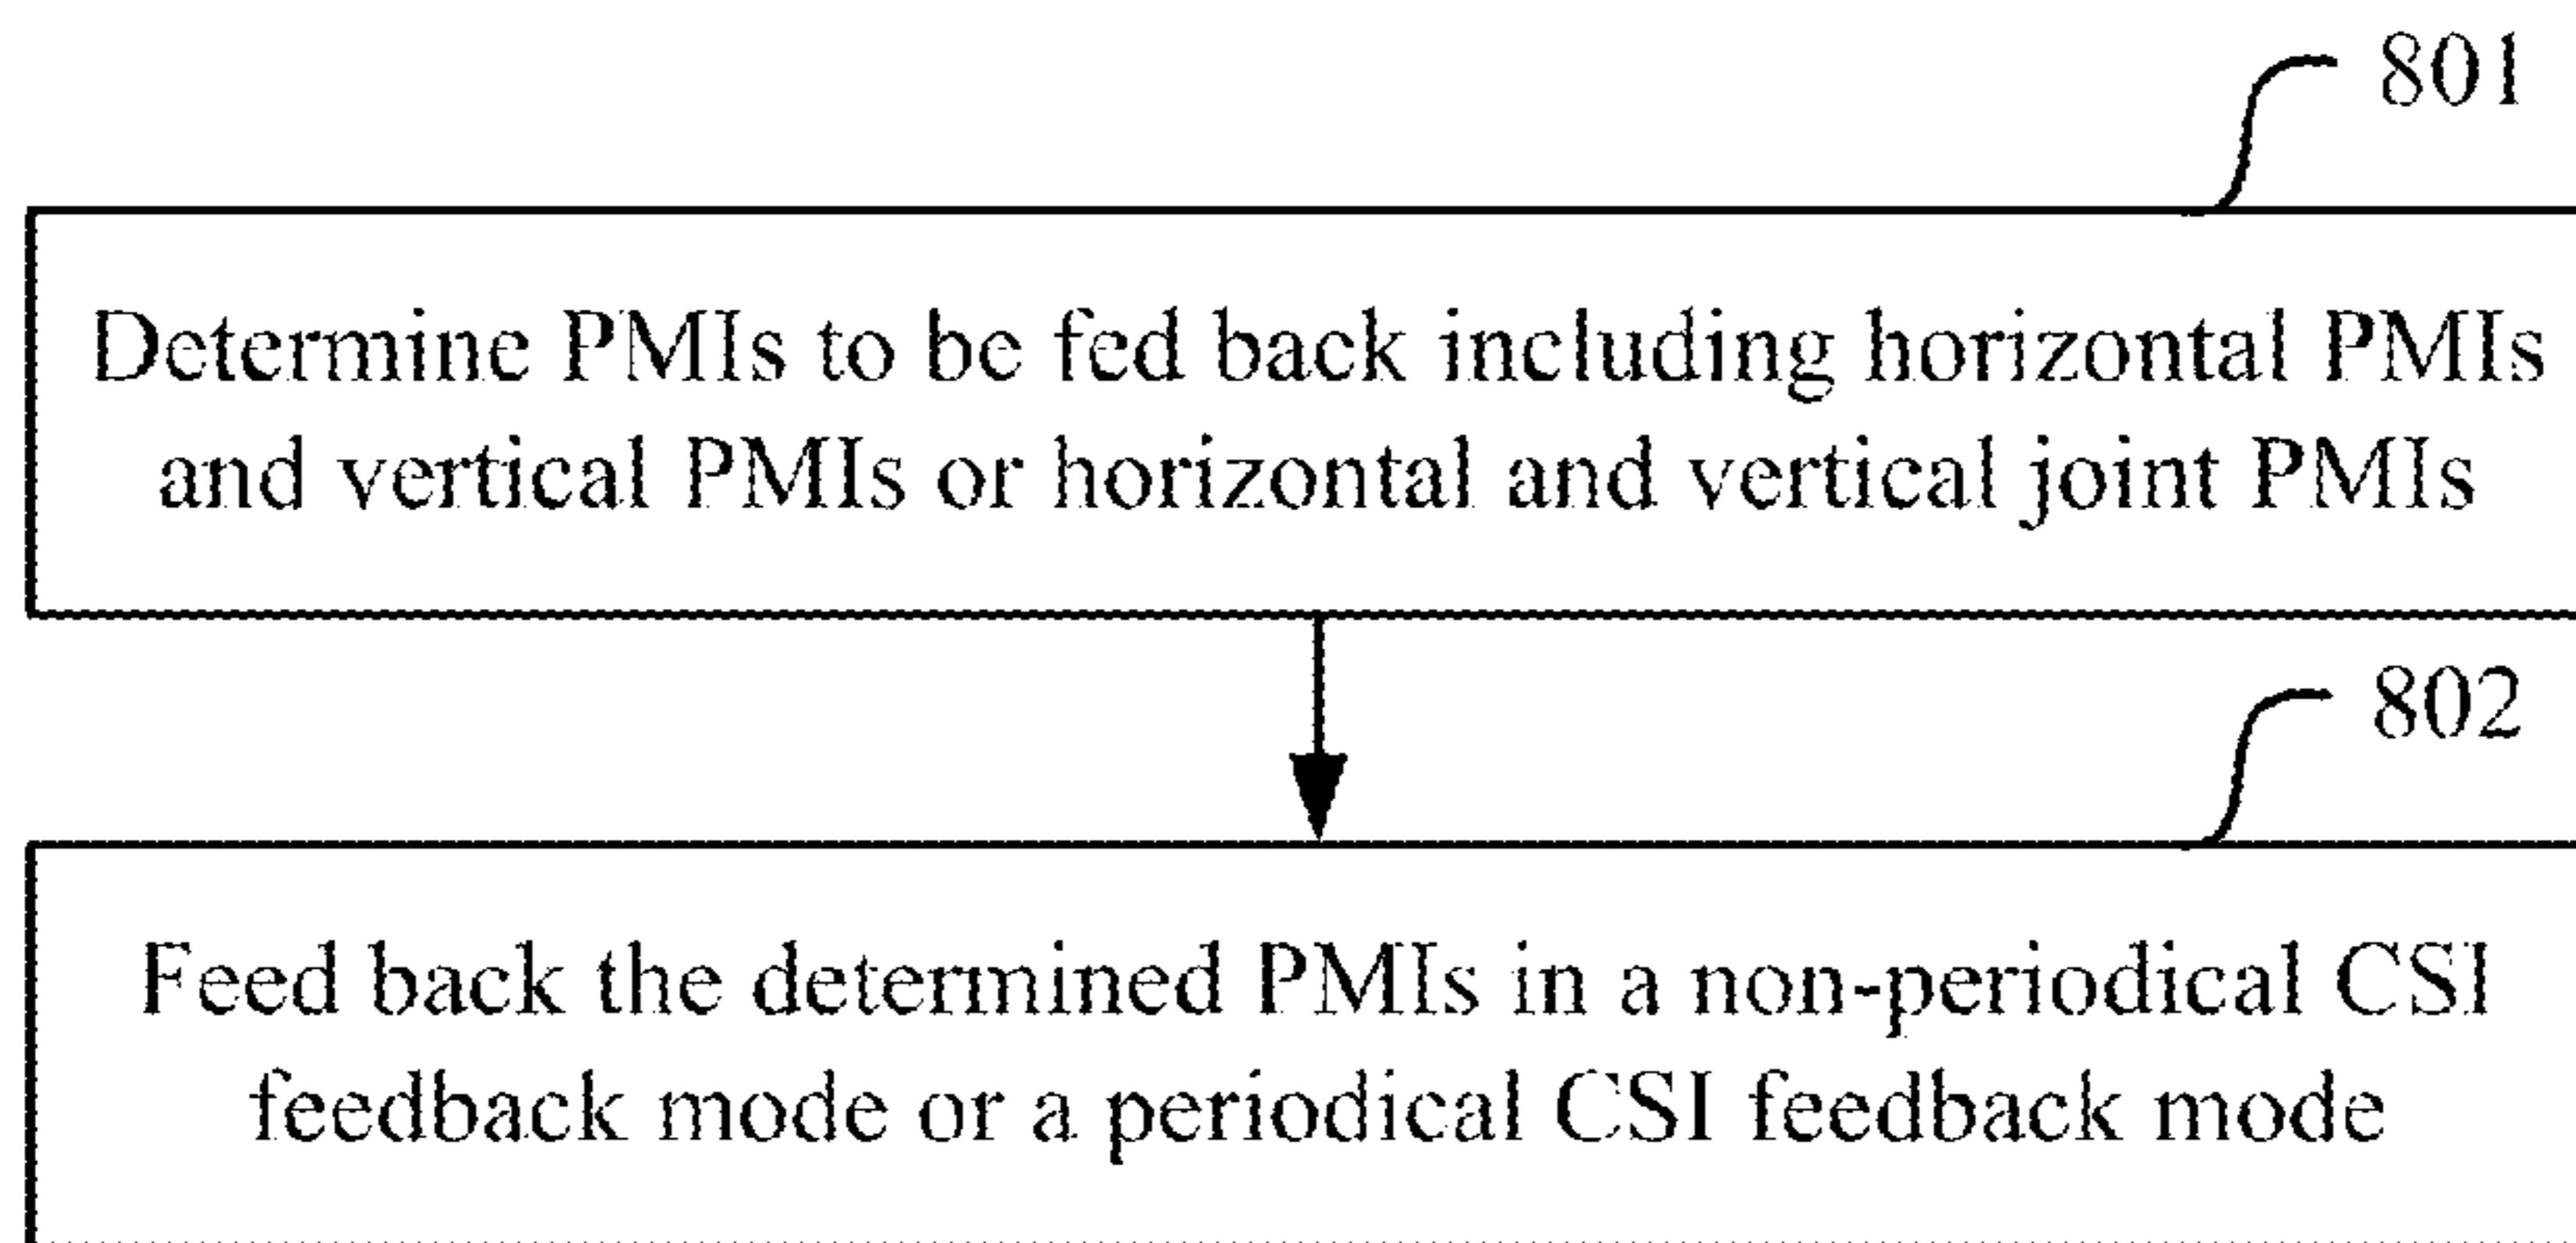 801
Determine PMIs to be fed back including horizontal PMIs
and vertical PMIs or horizontal and vertical joint PMIs
802
Feed back the determined PMIs in a non-periodical CSI
feedback mode or a periodical CSI feedback mode